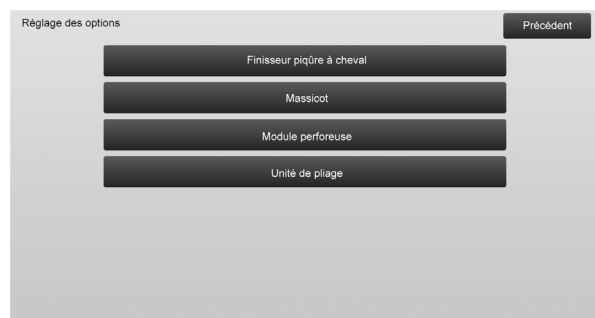 Réglage des options
Précédent
Finisseur piqûre à cheval
Massicot
Module perforeuse
Unité de pliage